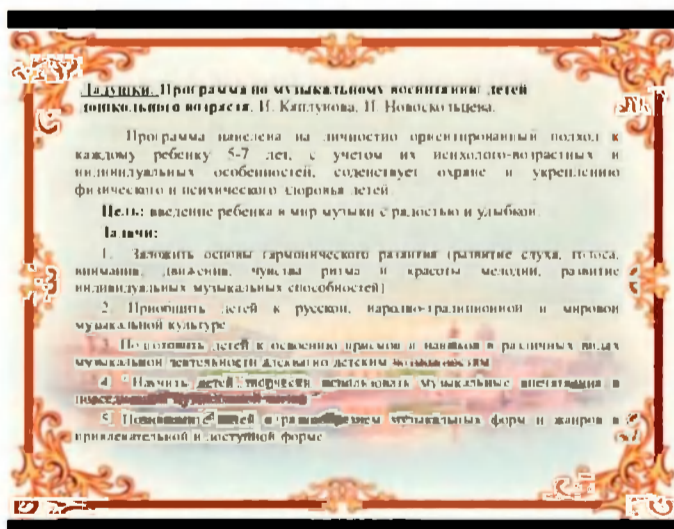 Ладушки. Программа по музыкальному воспитанию детей
дошкольного возраста. И. Каплунова, И. Новоскольцева.
Программа нацелена на личностно ориентированный подход к
каждому ребенку 5-7 лет, с учетом их психолого-возрастных и
индивидуальных особенностей, содействует охране и укреплению
физического и психического здоровья детей.
Цель: введение ребенка в мир музыки с радостью и улыбкой.
Задачи:
1. Заложить основы гармонического развития (развитие слуха, голоса,
внимания, движения, чувства ритма и красоты мелодии, развитие
индивидуальных музыкальных способностей)
2. Приобщить детей к русской, народно-традиционной и мировой
музыкальной культуре
3. Подготовить детей к освоению приемов и навыков в различных видах
музыкальной деятельности адекватно детским возможностям
4. Научить детей творчески использовать музыкальные впечатления в
повседневной
5. Познакомить детей с разнообразием музыкальных форм и жанров в
привлекательной и доступной форме